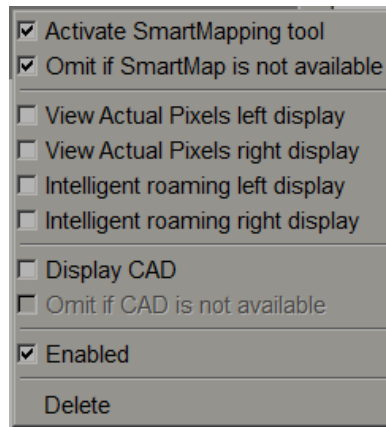 Activate SmartMapping tool
Omit if SmartMap is not available
View Actual Pixels left display
View Actual Pixels right display
Intelligent roaming left display
Intelligent roaming right display
Display CAD
Omit if CAD is not available
Enabled
Delete